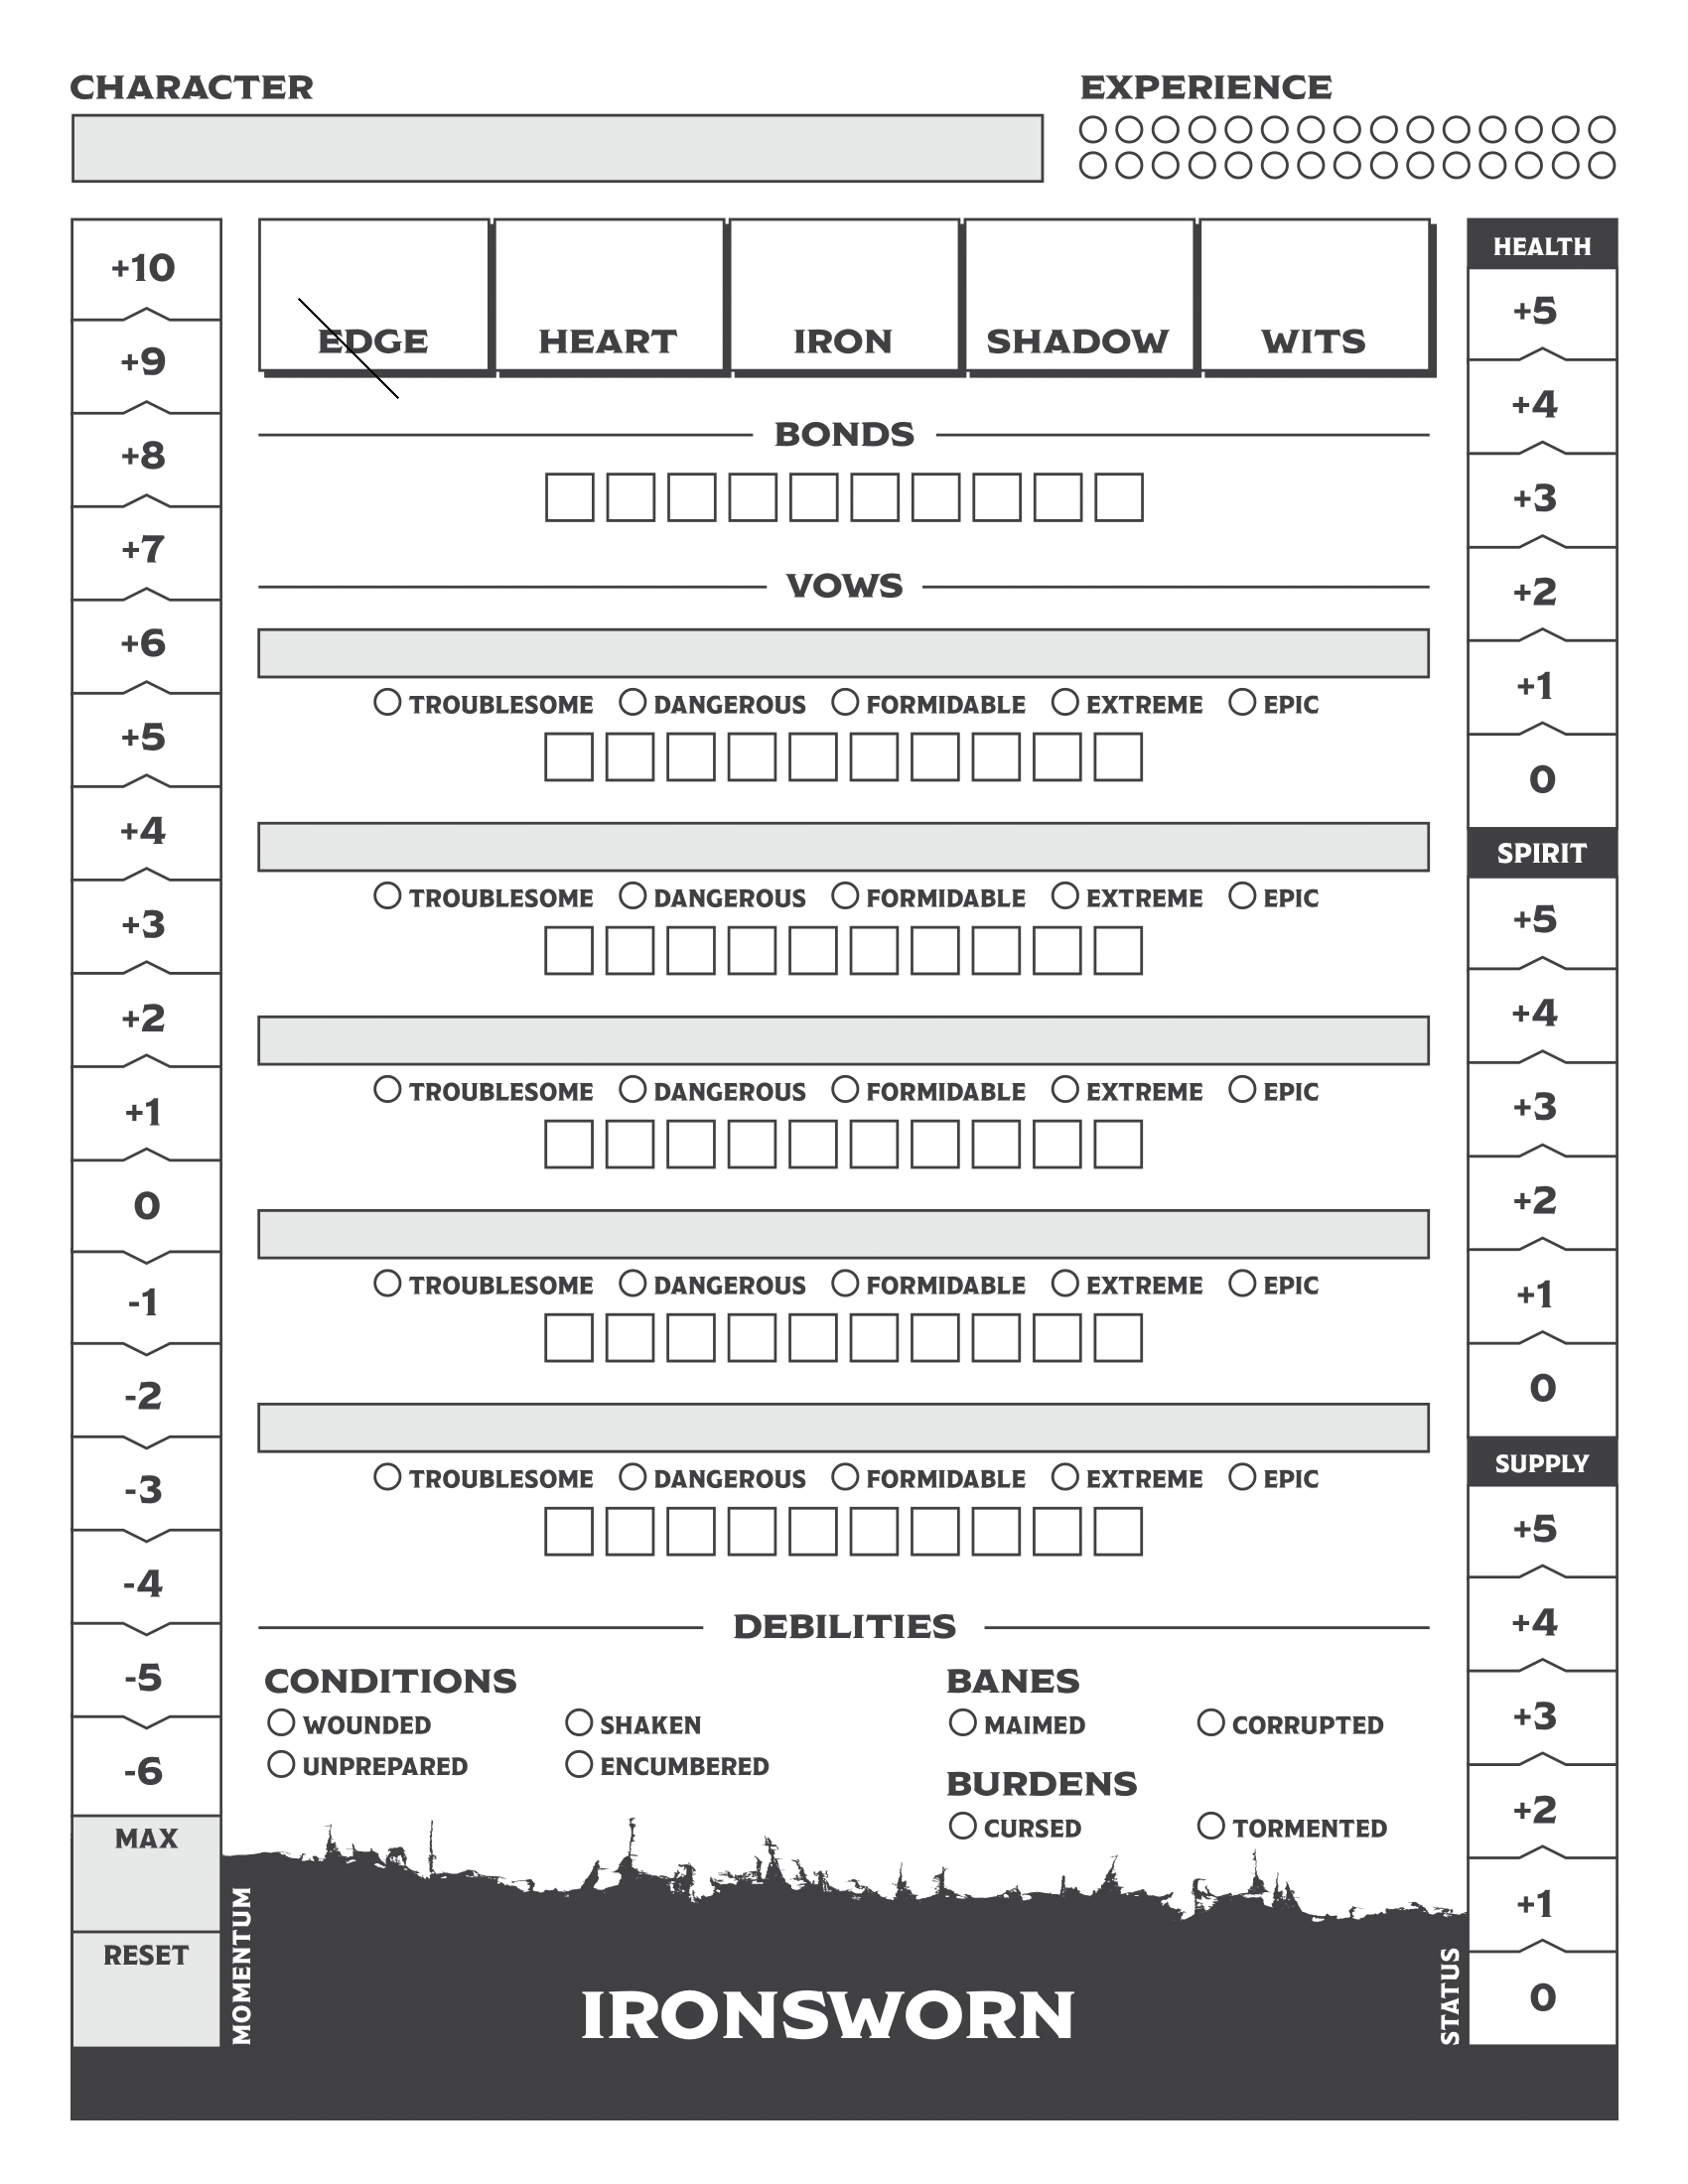 CHARACTER
EXPERIENCE
+10
+9
+8
+7
+6
+5
+4
+3
+2
+1
0
-1
-2
-3
-4
-5
-6
MAX
RESET
MOMENTUM
EDGE HEART IRON SHADOW WITS
BONDS
VOWS
TROUBLESOME DANGEROUS FORMIDABLE EXTREME EPIC
TROUBLESOME DANGEROUS FORMIDABLE EXTREME EPIC
TROUBLESOME DANGEROUS FORMIDABLE EXTREME EPIC
TROUBLESOME DANGEROUS FORMIDABLE EXTREME EPIC
TROUBLESOME DANGEROUS FORMIDABLE EXTREME EPIC
DEBILITIES
CONDITIONS
WOUNDED SHAKEN
UNPREPARED ENCUMBERED
BANES
MAIMED CORRUPTED
BURDENS
CURSED TORMENTED
IRONSWORN
HEALTH
+5
+4
+3
+2
+1
0
SPIRIT
+5
+4
+3
+2
+1
0
SUPPLY
+5
+4
+3
+2
+1
0
STATUS